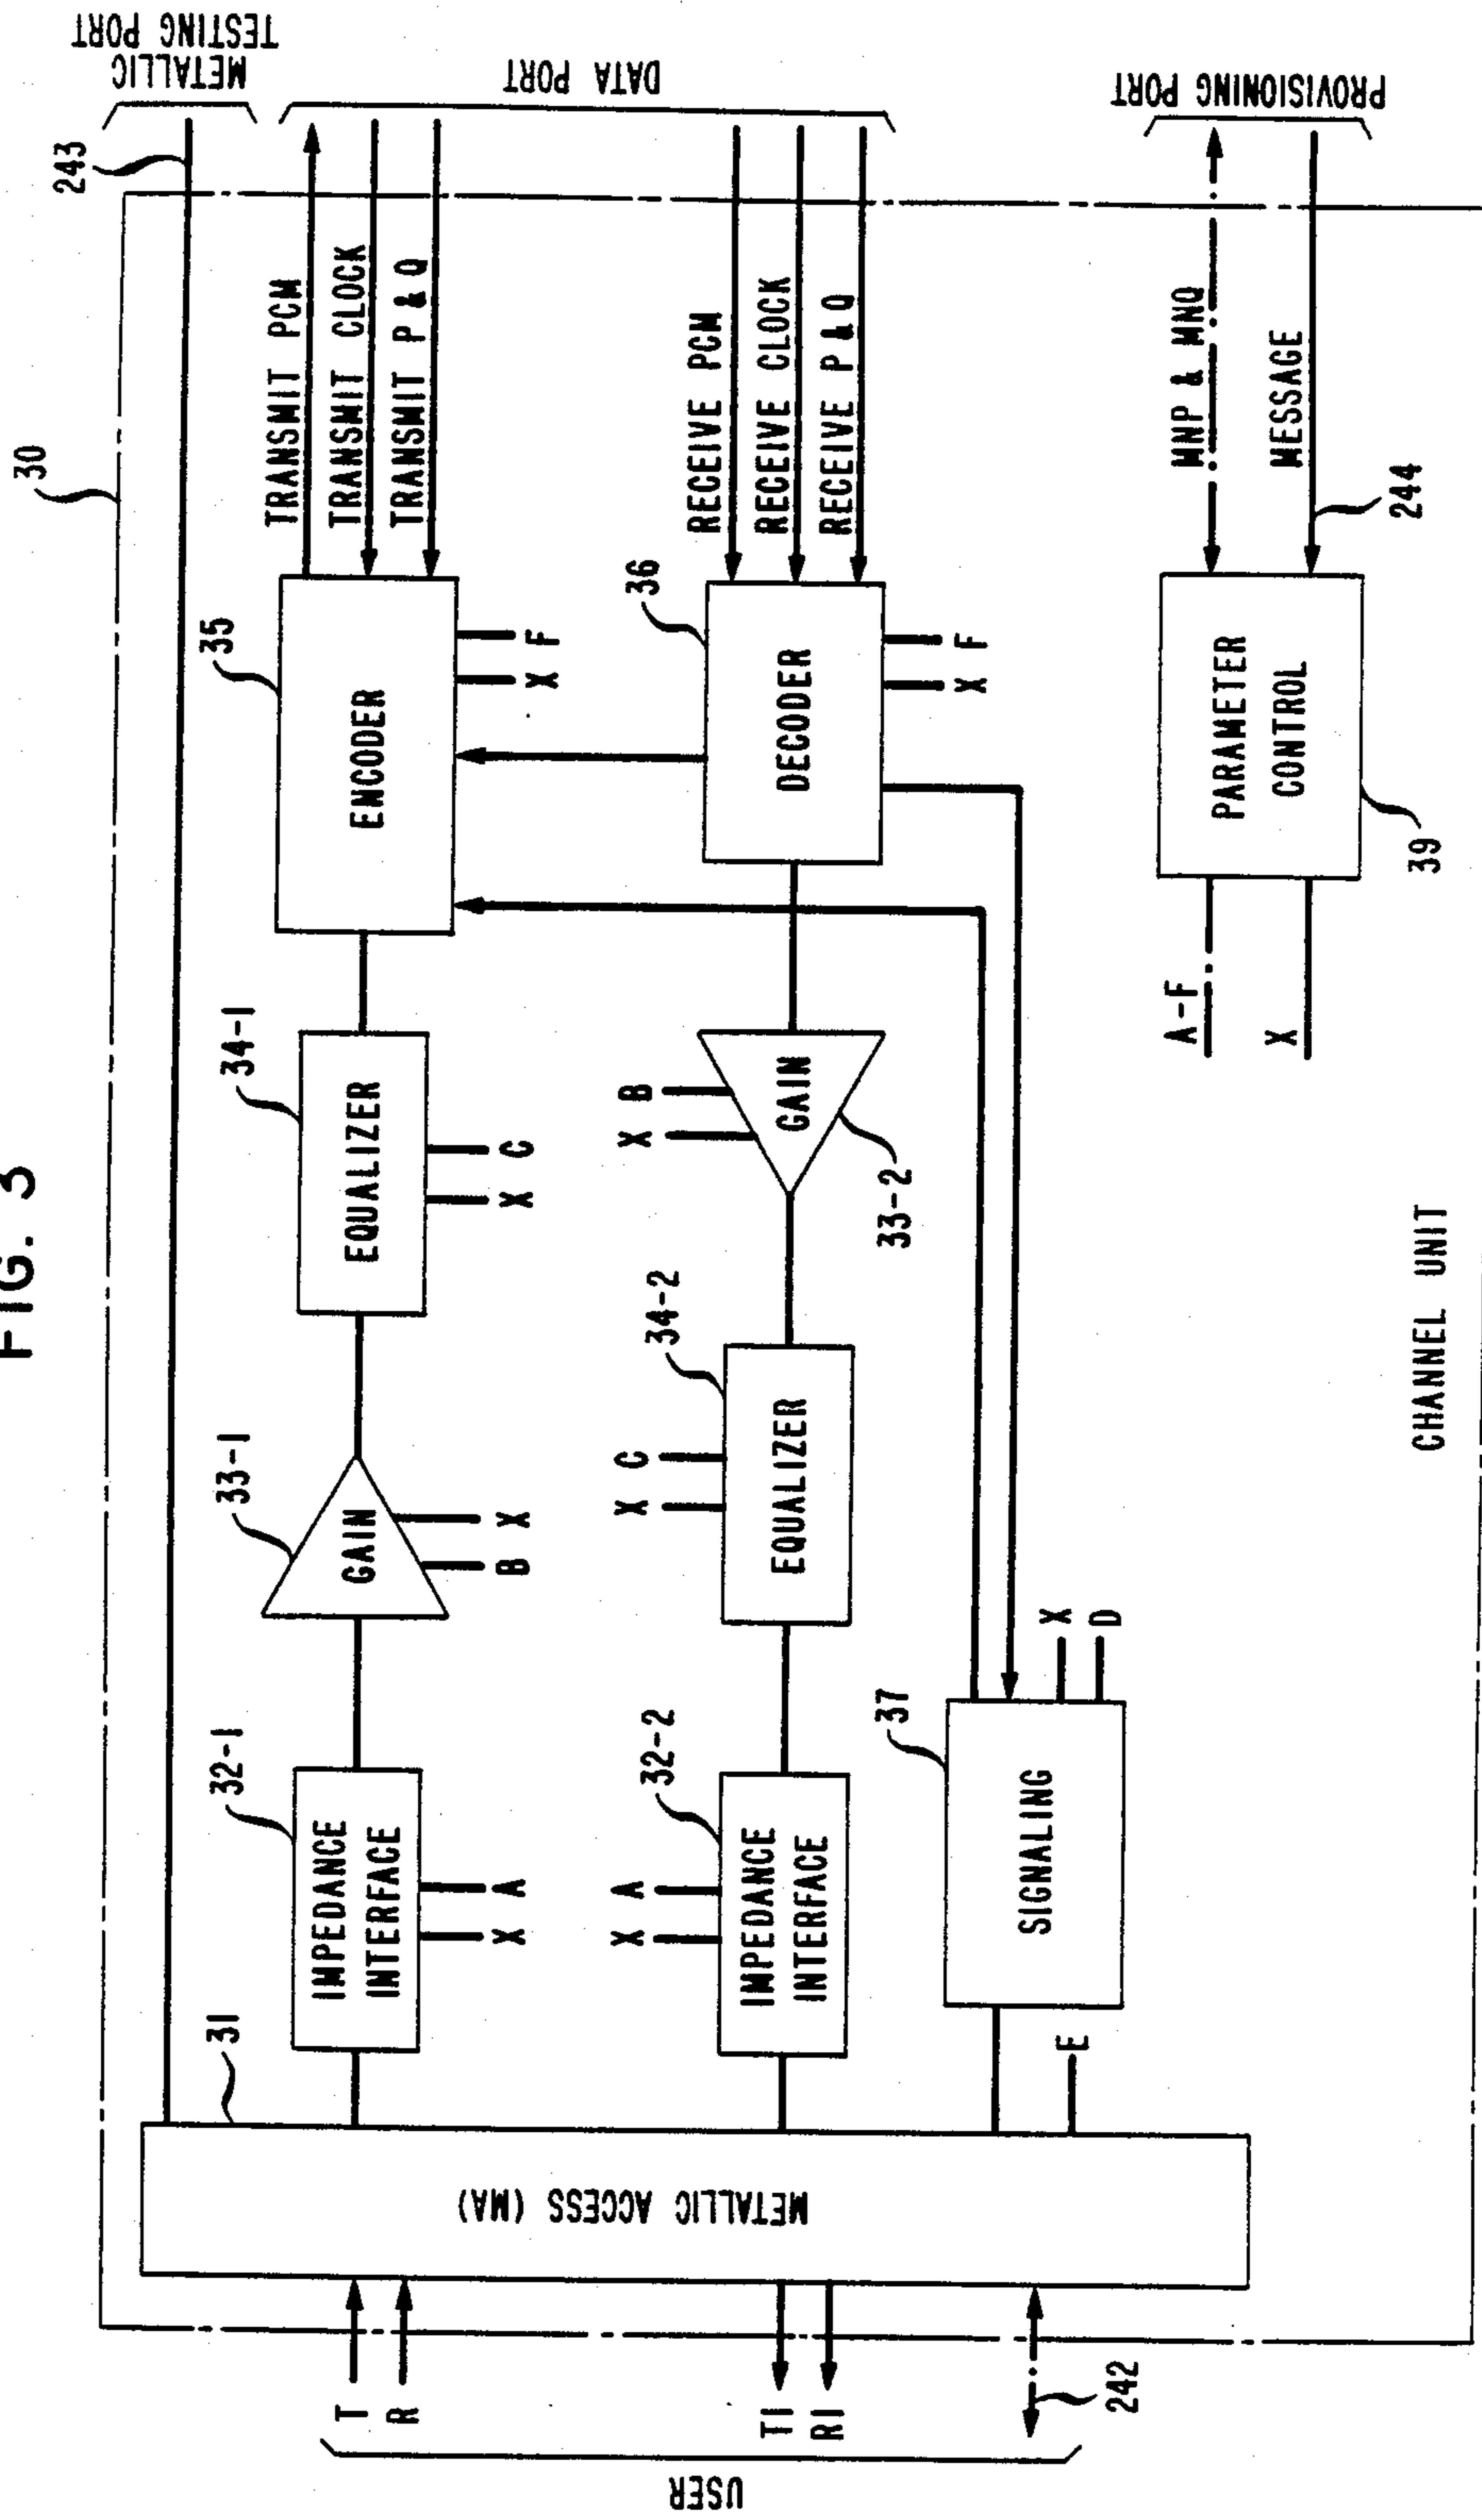 FIG. 3
30
243
METALLIC
TESTING PORT
31
32-1
IMPEDANCE
INTERFACE
X A
33-1
GAIN
B X
34-1
EQUALIZER
X C
35
ENCODER
X F
TRANSMIT PCM
TRANSMIT CLOCK
TRANSMIT P & Q
DATA PORT
USER
T
R
T1
R1
242
METALLIC ACCESS (MA)
32-2
X A
IMPEDANCE
INTERFACE
34-2
X C
EQUALIZER
X B
GAIN
33-2
36
DECODER
X F
RECEIVE PCM
RECEIVE CLOCK
RECEIVE P & Q
37
SIGNALING
E
X
D
A-F
X
PARAMETER
CONTROL
39
MNP & MNQ
MESSAGE
244
PROVISIONING PORT
CHANNEL UNIT